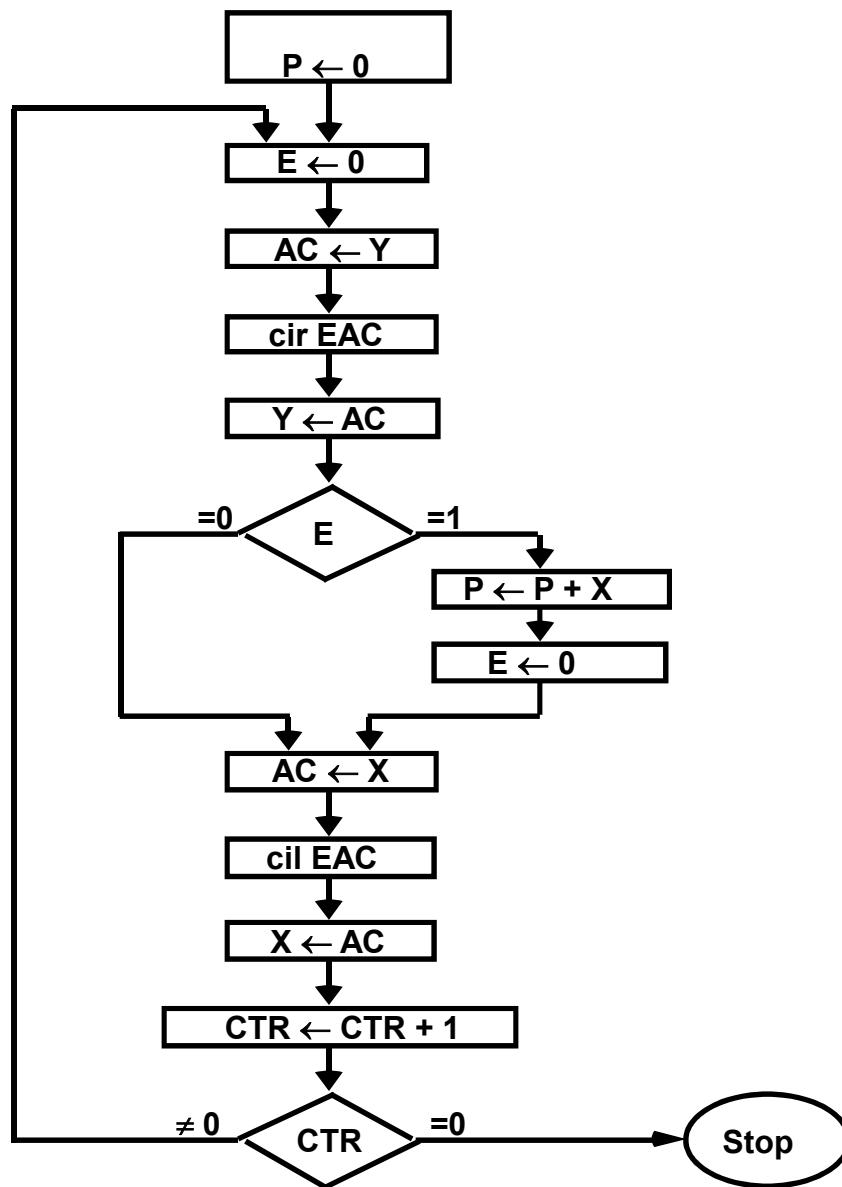 P ← 0
E ← 0
AC ← Y
cir EAC
Y ← AC
=0
E
=1
P ← P + X
E ← 0
AC ← X
cil EAC
X ← AC
CTR ← CTR + 1
≠ 0
CTR
=0
Stop